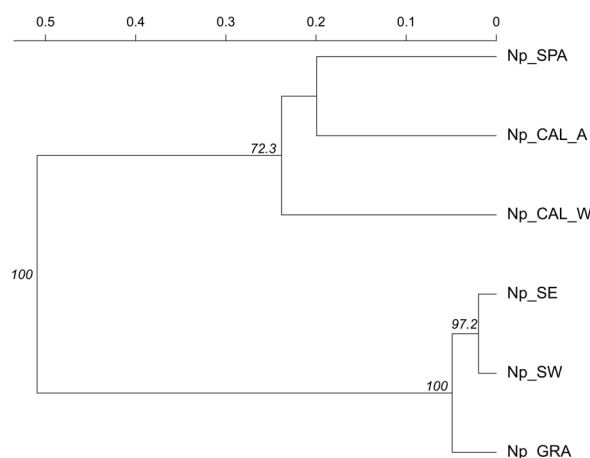 0.5 0.4 0.3 0.2 0.1 0
Np_SPA
Np_CAL_A
72.3
Np_CAL_W
100
Np_SE
97.2
Np_SW
100
Np_GRA